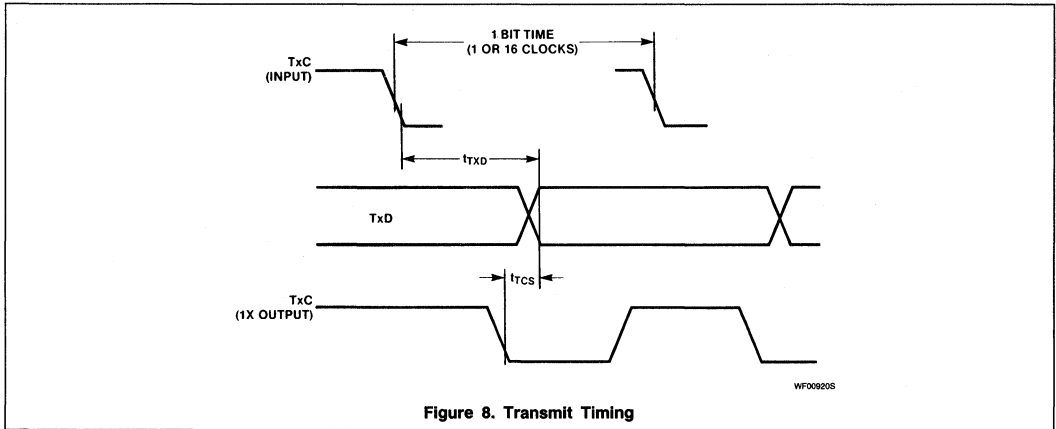 1 BIT TIME
(1 OR 16 CLOCKS)
TxC
(INPUT)
tTXD
TxD
tTCS
TxC
(1X OUTPUT)
WF00920S
Figure 8. Transmit Timing